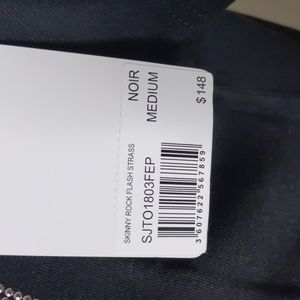 SKINNY ROCK FLASH STRASS
SJTO1803FEP
NOIR
MEDIUM
3 607622 567859
$148